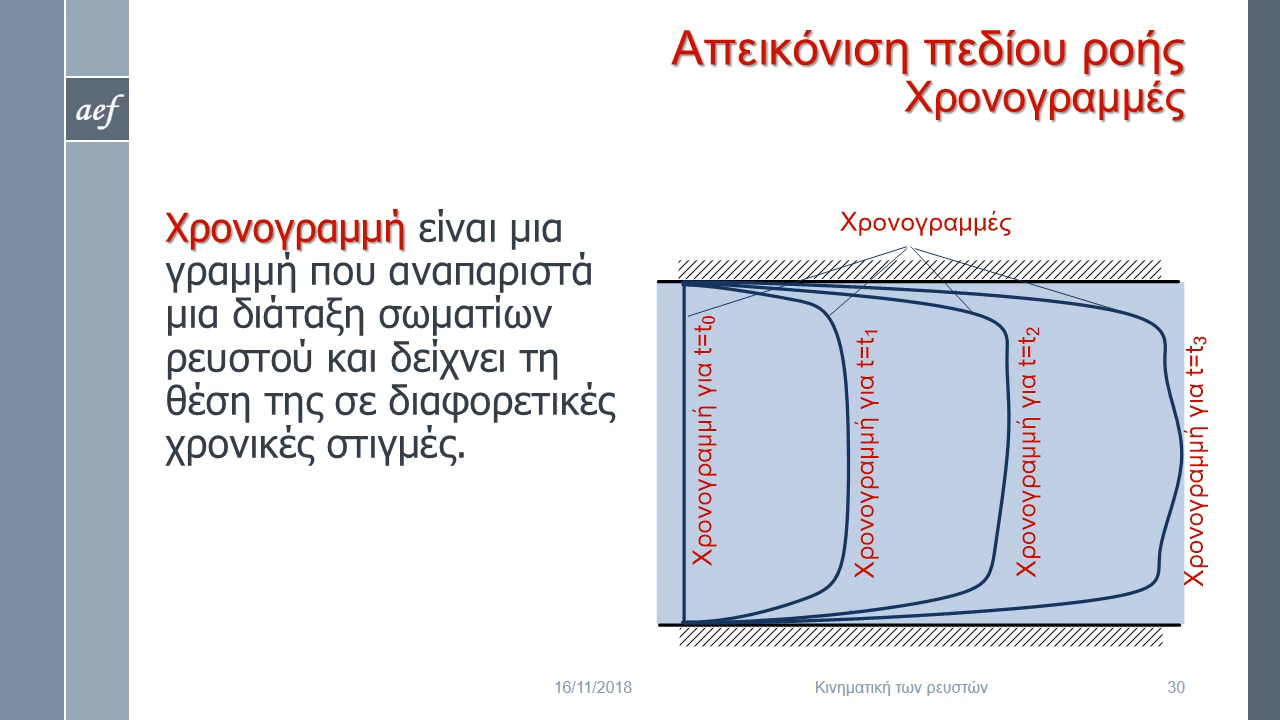 Απεικόνιση πεδίου ροής
Χρονογραμμές
aef
Χρονογραμμή είναι μια
γραμμή που αναπαριστά
μια διάταξη σωματίων
ρευστού και δείχνει τη
θέση της σε διαφορετικές
χρονικές στιγμές.
Χρονογραμμές
Χρονογραμμή για t=t₀
Χρονογραμμή για t=t₁
Χρονογραμμή για t=t₂
Χρονογραμμή για t=t₃
16/11/2018
Κινηματική των ρευστών
30